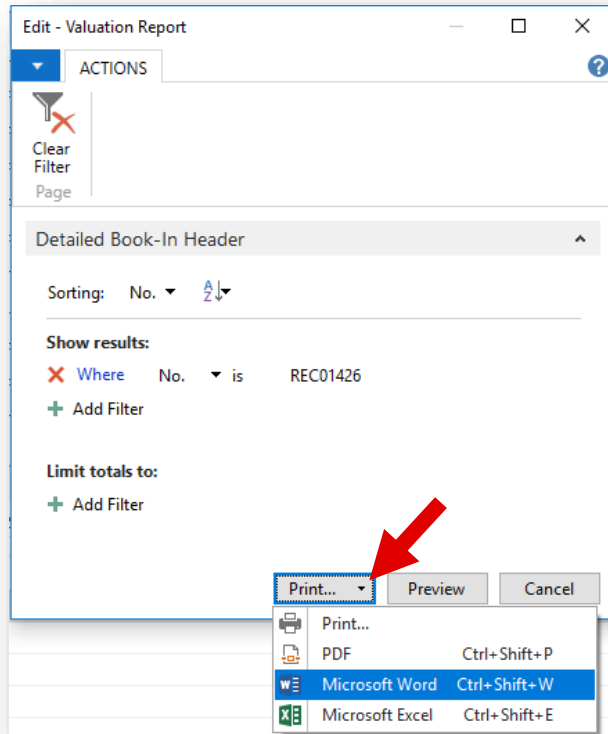 Edit - Valuation Report
ACTIONS
?
Clear
Filter
Page
Detailed Book-In Header
Sorting: No. A Z
Show results:
Where No. is REC01426
Add Filter
Limit totals to:
Add Filter
Print... Preview Cancel
Print...
PDF Ctrl+Shift+P
Microsoft Word Ctrl+Shift+W
Microsoft Excel Ctrl+Shift+E